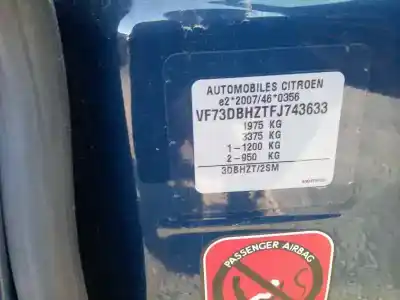 AUTOMOBILES CITROEN
e2*2007/46*0356
VF73DBHZTFJ743633
1975 KG
3375 KG
1-1200 KG
2-950 KG
3DBHZT/2SM
PASSENGER AIRBAG